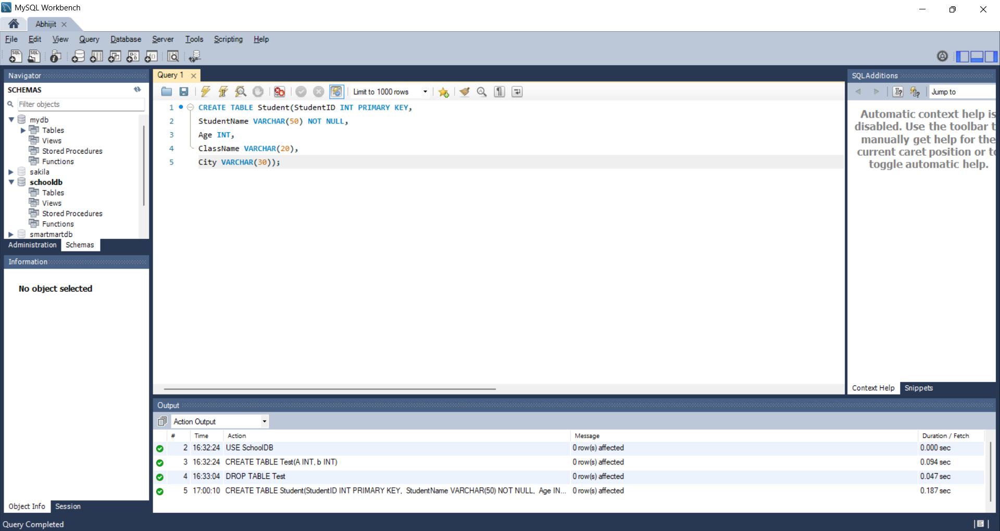 MySQL Workbench
Abhijit
File Edit View Query Database Server Tools Scripting Help
Navigator
SCHEMAS
Filter objects
mydb
Tables
Views
Stored Procedures
Functions
sakila
schooldb
Tables
Views
Stored Procedures
Functions
smartmartdb
Administration Schemas
Information
No object selected
Object Info Session
Query 1
Limit to 1000 rows
1 CREATE TABLE Student(StudentID INT PRIMARY KEY,
2 StudentName VARCHAR(50) NOT NULL,
3 Age INT,
4 ClassName VARCHAR(20),
5 City VARCHAR(30));
SQLAdditions
Jump to
Automatic context help is
disabled. Use the toolbar t
manually get help for the
current caret position or to
toggle automatic help.
Context Help Snippets
Output
Action Output
# Time Action Message Duration / Fetch
2 16:32:24 USE SchoolDB 0 row(s) affected 0.000 sec
3 16:32:24 CREATE TABLE Test(A INT, b INT) 0 row(s) affected 0.094 sec
4 16:33:04 DROP TABLE Test 0 row(s) affected 0.047 sec
5 17:00:10 CREATE TABLE Student(StudentID INT PRIMARY KEY, StudentName VARCHAR(50) NOT NULL, Age IN... 0 row(s) affected 0.187 sec
Query Completed